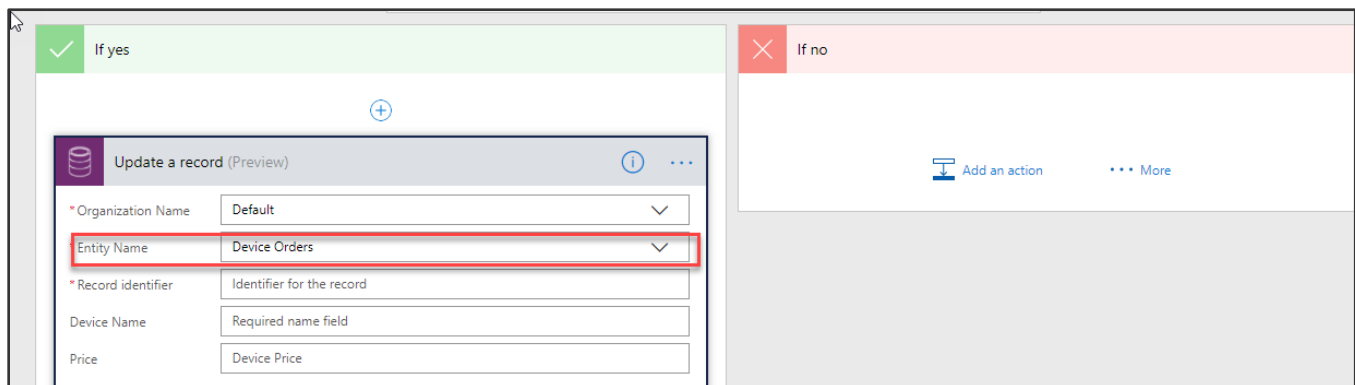 If yes
If no
Update a record (Preview)
Add an action
More
* Organization Name
Default
* Entity Name
Device Orders
* Record identifier
Identifier for the record
Device Name
Required name field
Price
Device Price